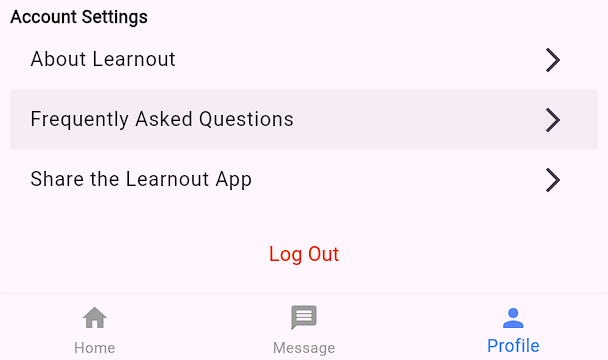 Account Settings
About Learnout
Frequently Asked Questions
Share the Learnout App
Log Out
Home
Message
Profile